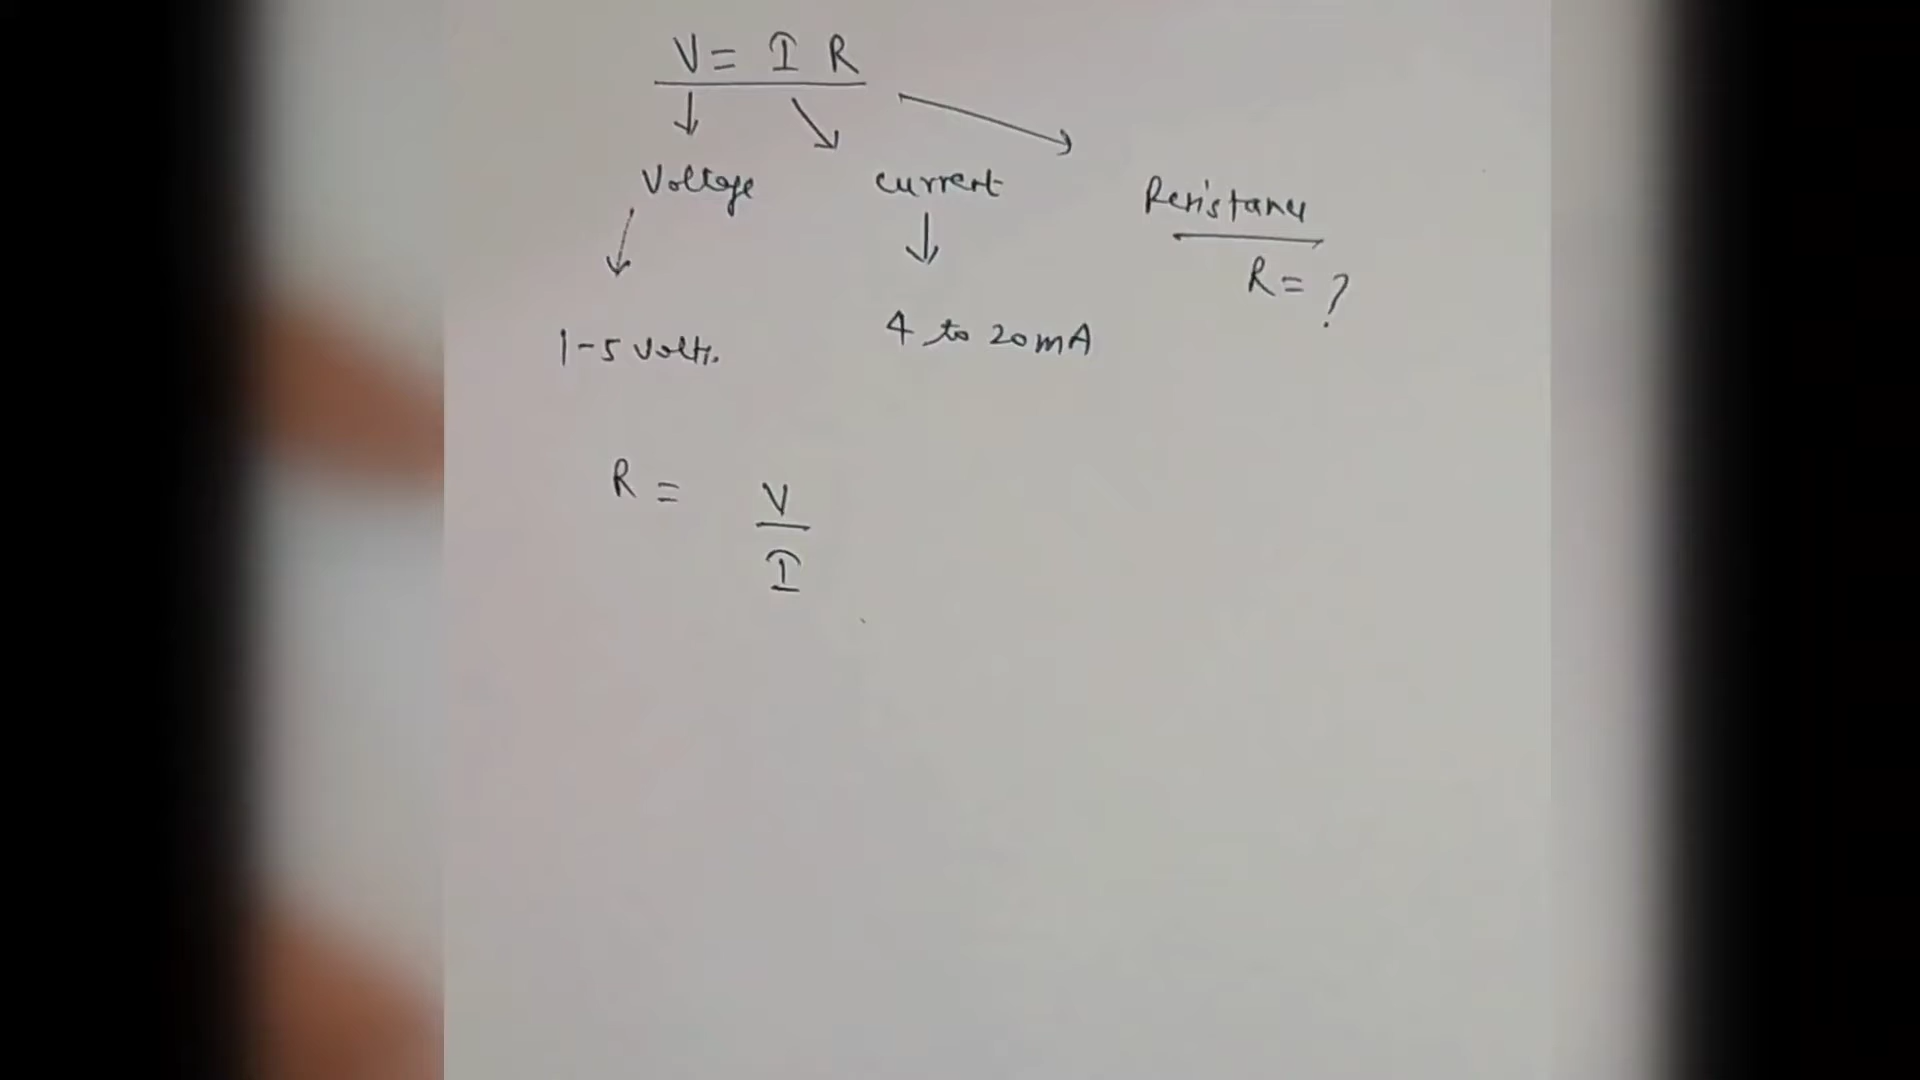 V = I R
Voltage current Resistance
R = ?
1-5 volts. 4 to 20mA
R = V
I